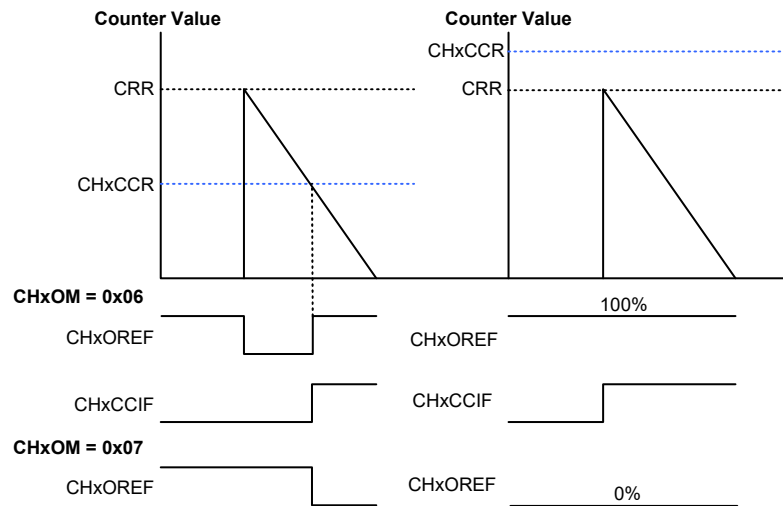 Counter Value
CRR
CHxCCR
CHxOM = 0x06
CHxOREF
CHxCCIF
CHxOM = 0x07
CHxOREF
Counter Value
CHxCCR
CRR
100%
CHxOREF
CHxCCIF
CHxOREF
0%